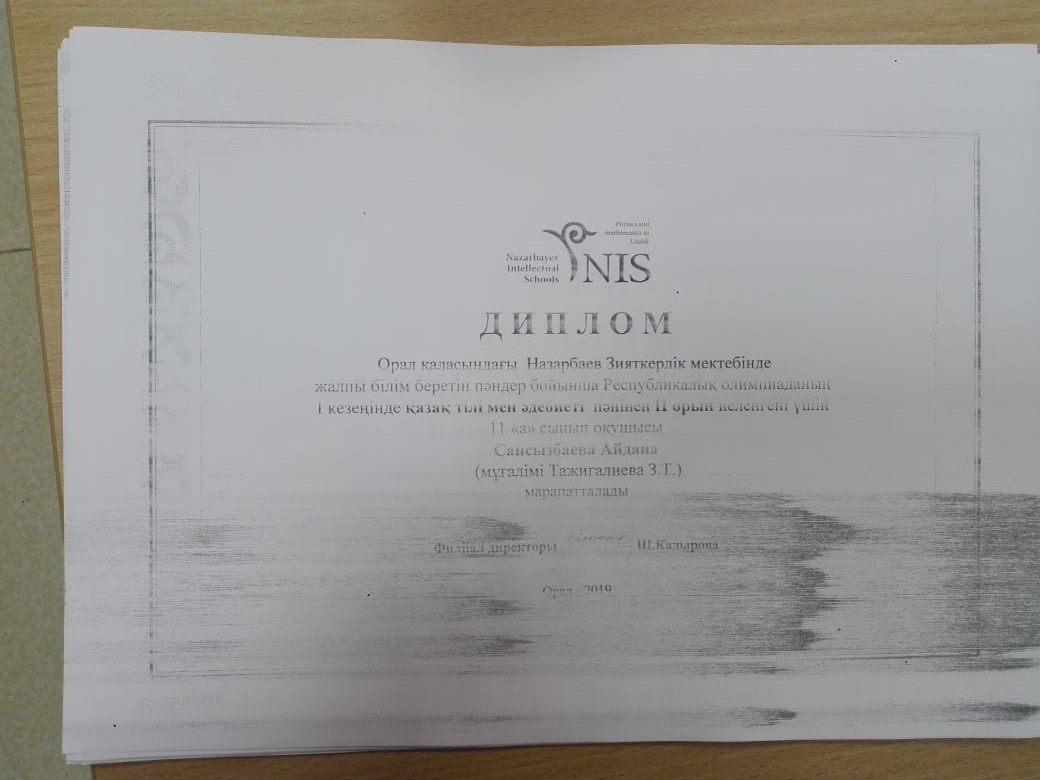 Physics and
mathematics in
Uralsk
Nazarbayev
Intellectual
Schools
NIS
ДИПЛОМ
Орал қаласындағы Назарбаев Зияткерлік мектебінде
жалпы білім беретін пәндер бойынша Республикалық олимпиаданың
I кезеңінде қазақ тілі мен әдебиеті пәнінен II орын иеленгені үшін
11 «а» сынып оқушысы
Сансызбаева Айдана
(мұғалімі Тажигалиева З.Т.)
марапатталады
Филиал директоры Ш.Кадырова
Орал - 2019